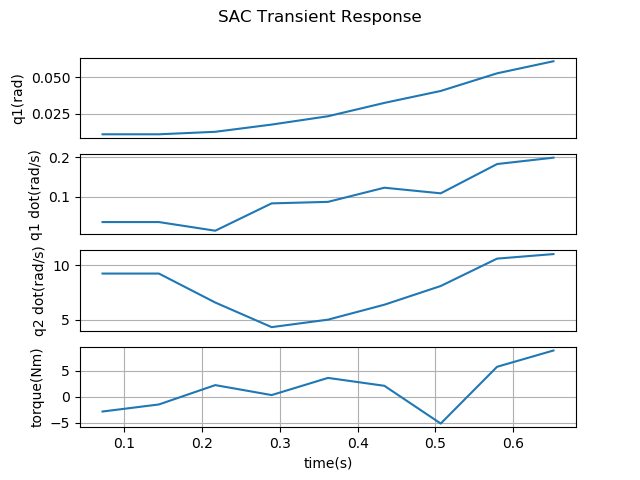 SAC Transient Response
q1(rad)
0.050
0.025
q1 dot(rad/s)
0.2
0.1
q2 dot(rad/s)
10
5
torque(Nm)
5
0
−5
0.1 0.2 0.3 0.4 0.5 0.6
time(s)